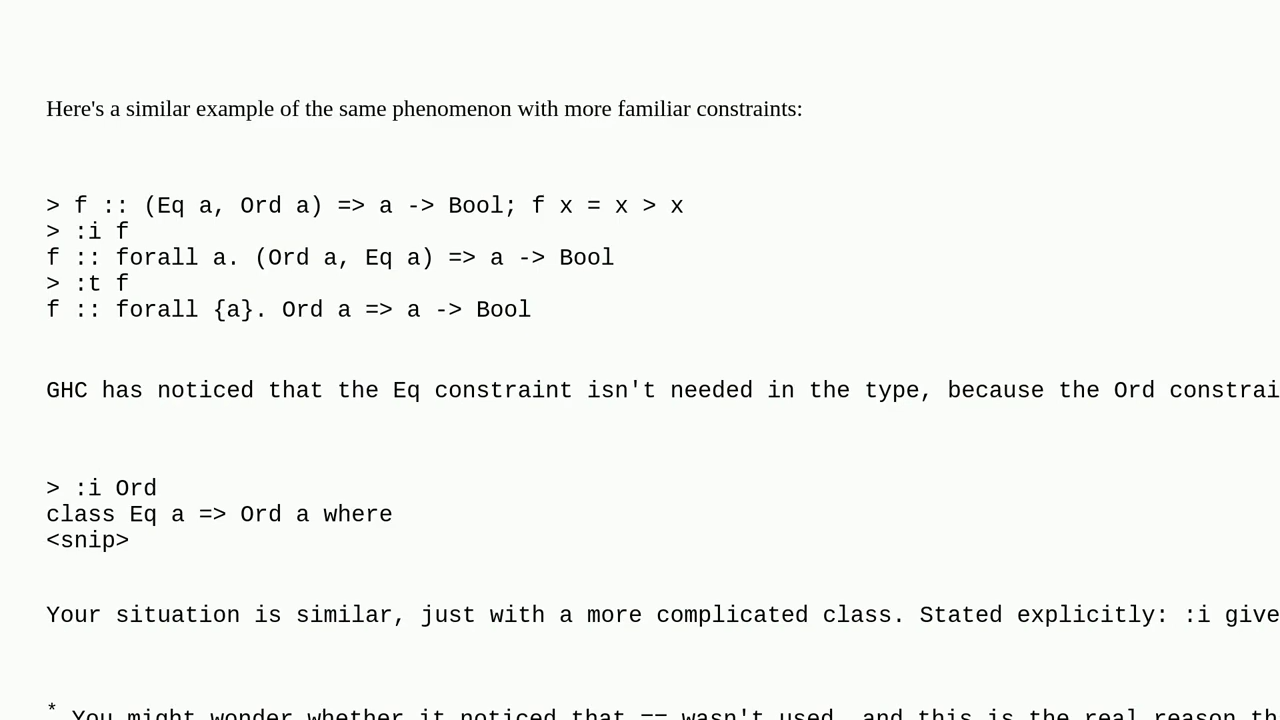 Here's a similar example of the same phenomenon with more familiar constraints:
> f :: (Eq a, Ord a) => a -> Bool; f x = x > x
> :i f
f :: forall a. (Ord a, Eq a) => a -> Bool
> :t f
f :: forall {a}. Ord a => a -> Bool
GHC has noticed that the Eq constraint isn't needed in the type, because the Ord constrai
> :i Ord
class Eq a => Ord a where
<snip>
Your situation is similar, just with a more complicated class. Stated explicitly: :i give
* You might wonder whether it noticed that == wasn't used, and this is the real reason th